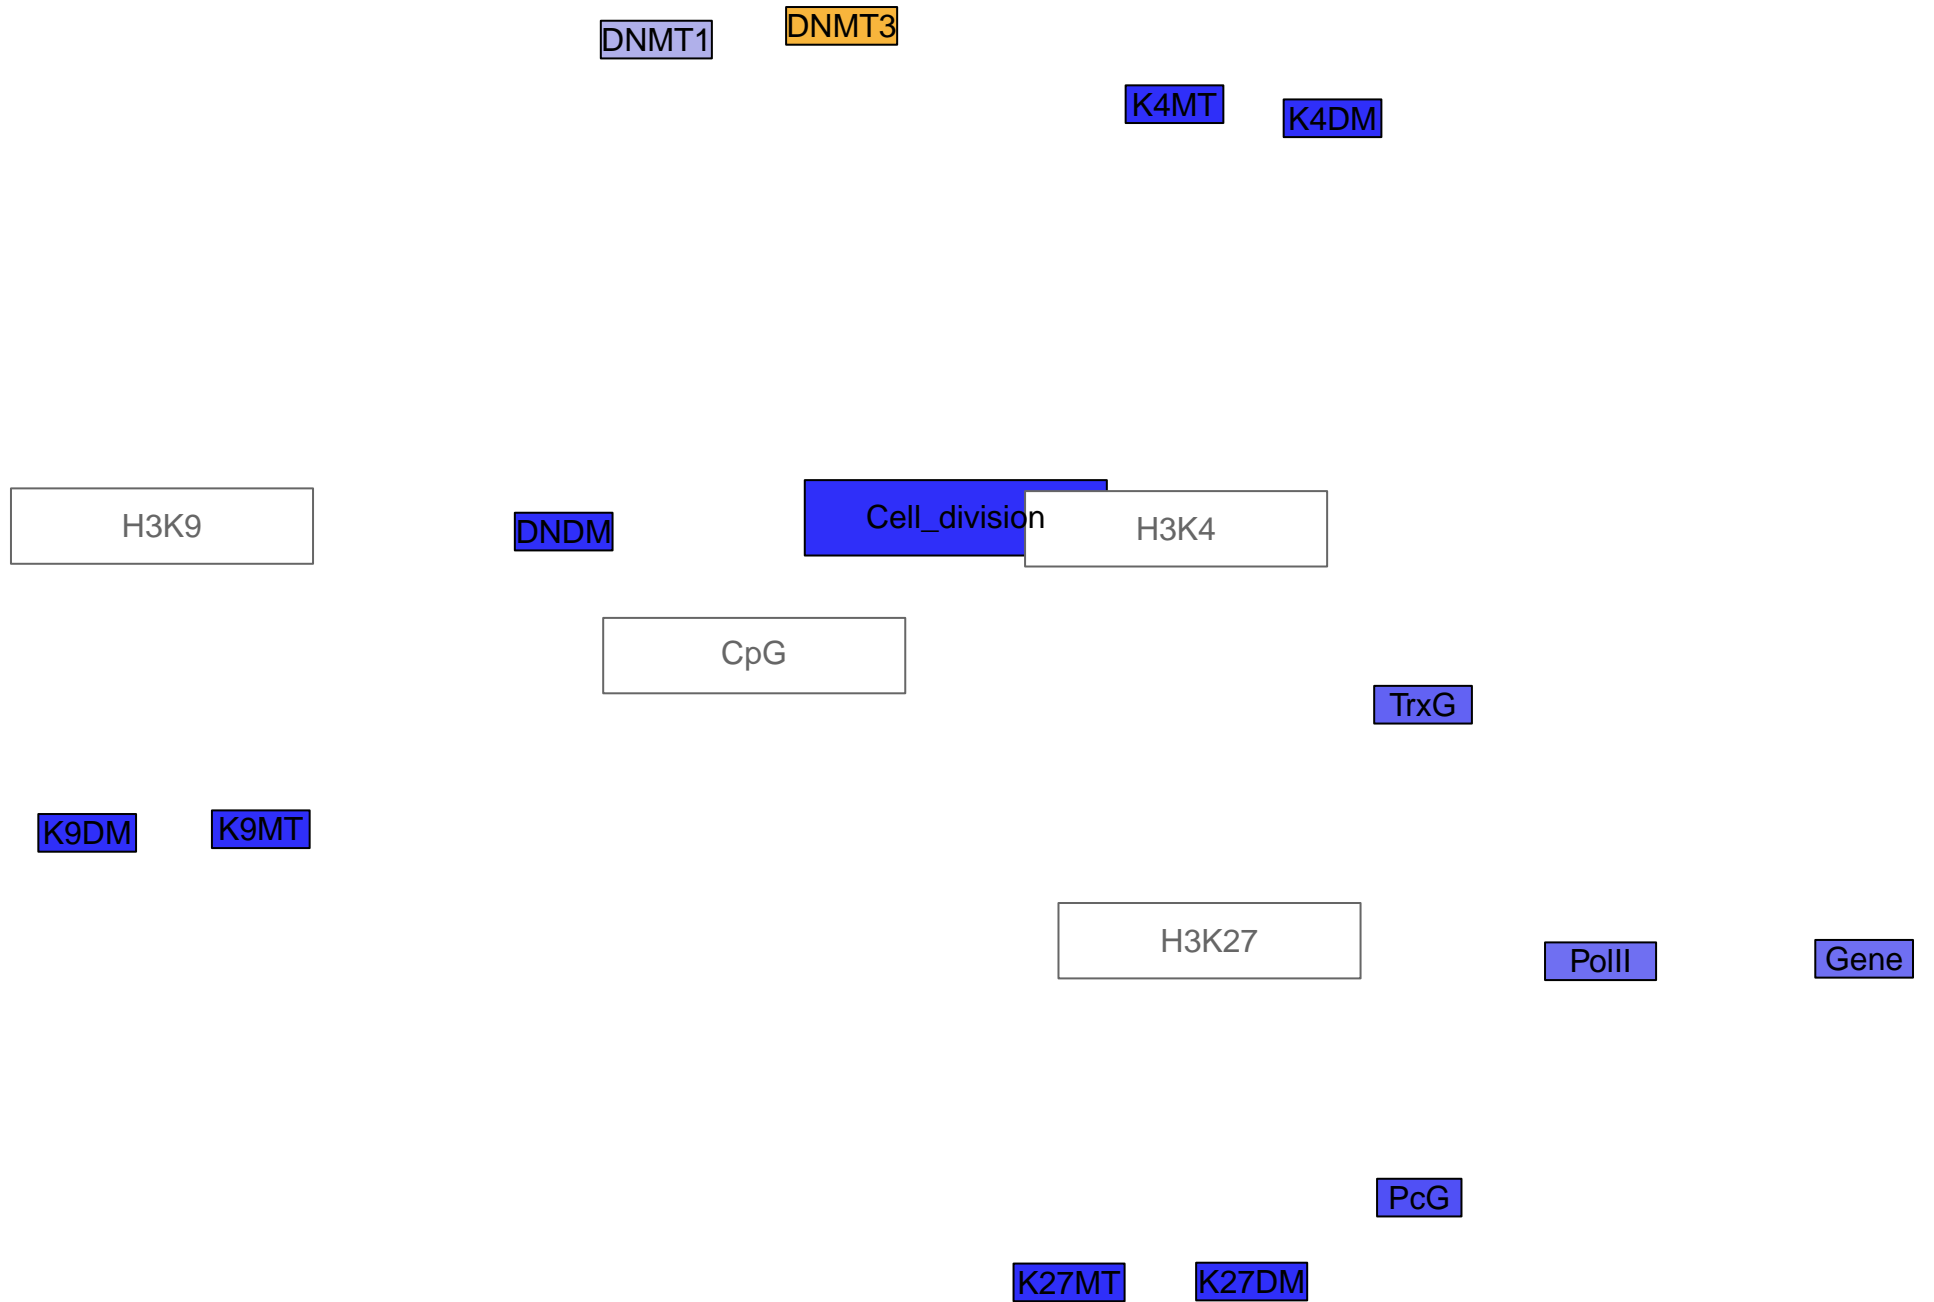 DNMT1
DNMT3
K4MT
K4DM
H3K9
DNDM
Cell_division
H3K4
CpG
TrxG
K9DM
K9MT
H3K27
PolII
Gene
PcG
K27MT
K27DM